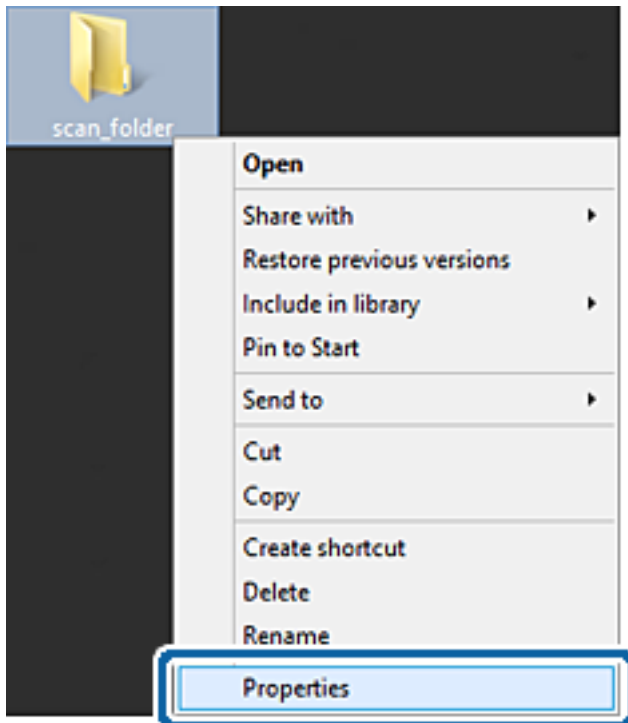 scan_folder
Open
Share with
Restore previous versions
Include in library
Pin to Start
Send to
Cut
Copy
Create shortcut
Delete
Rename
Properties